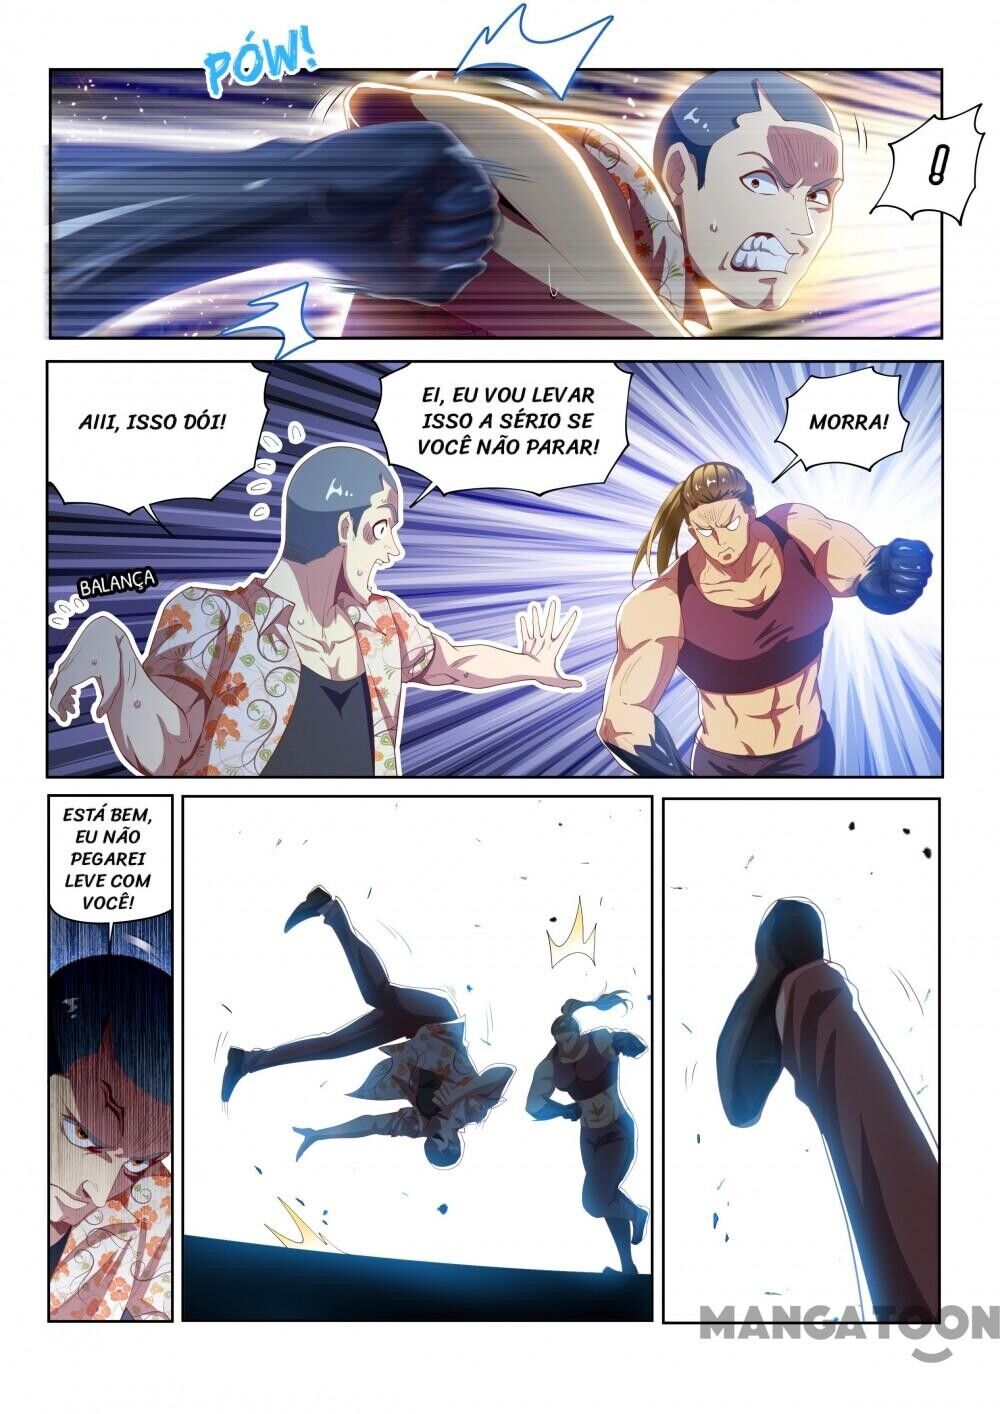 PÓW!
!
AIII, ISSO DÓI!
EI, EU VOU LEVAR
ISSO A SÉRIO SE
VOCÊ NÃO PARAR!
MORRA!
BALANÇA
ESTÁ BEM,
EU NÃO
PEGAREI
LEVE COM
VOCÊ!
MANGATOON